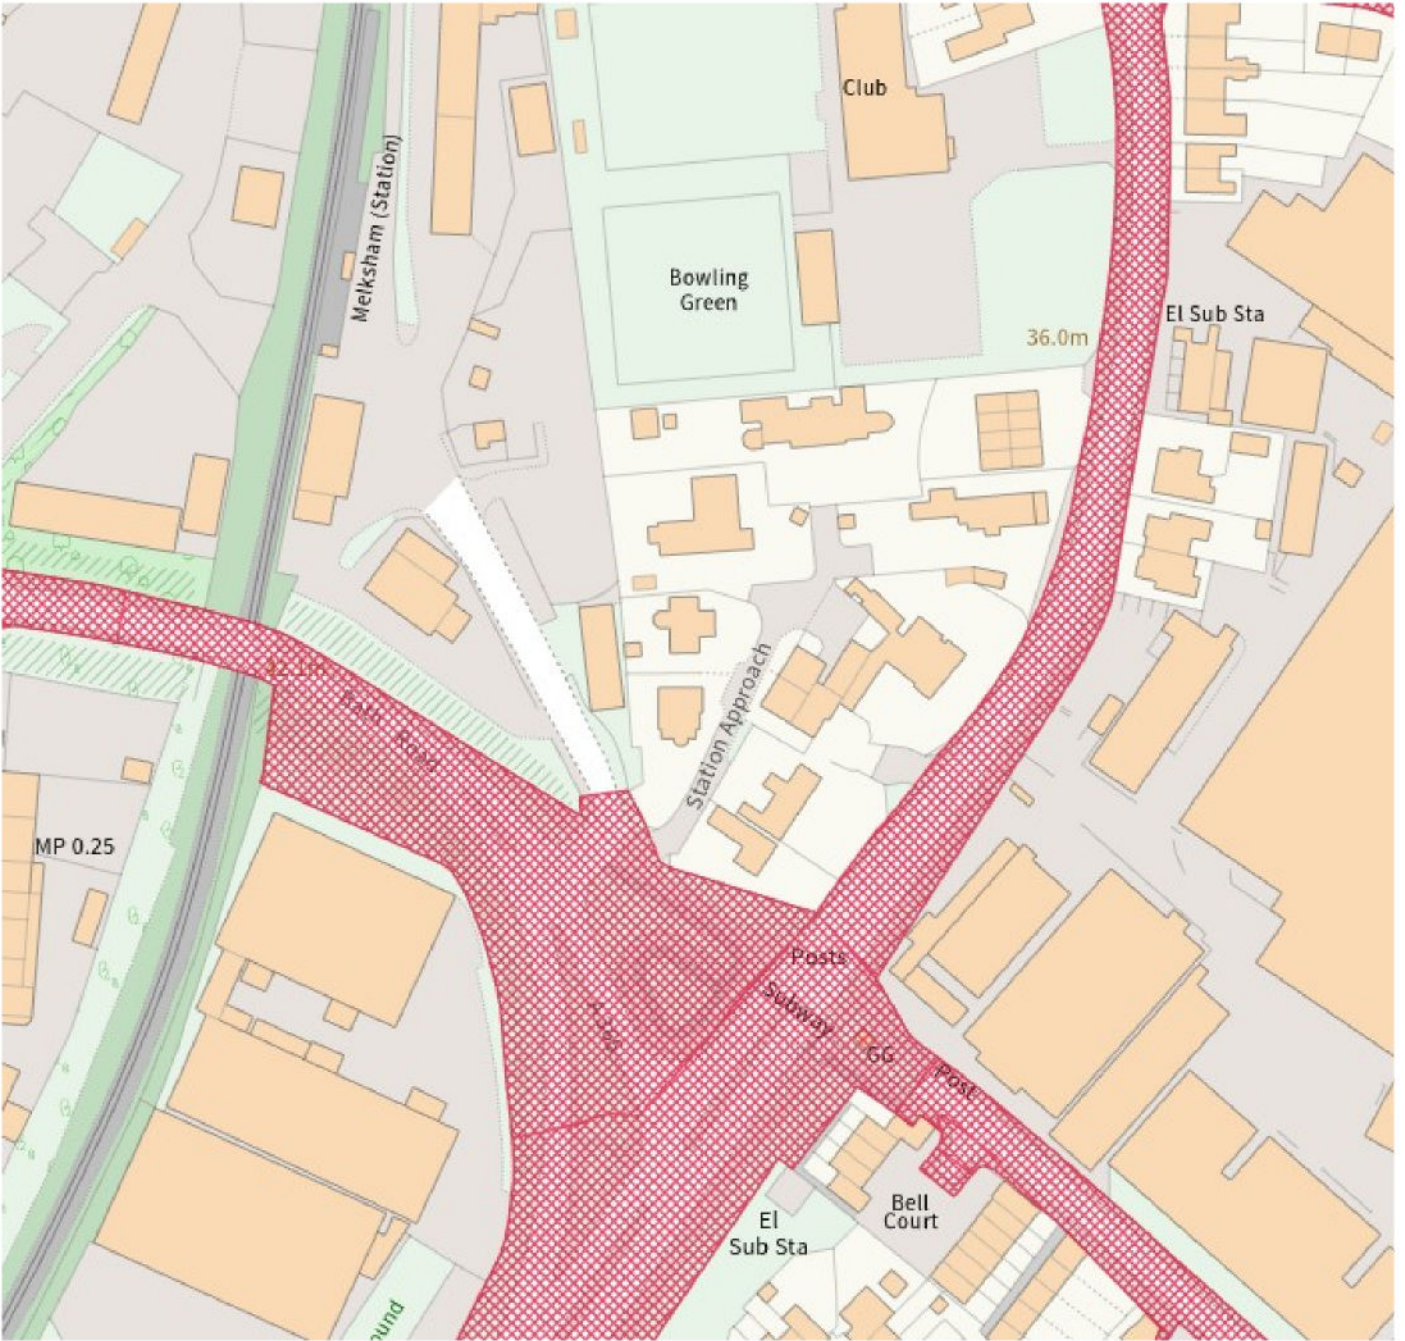 Club
Melksham (Station)
Bowling
Green
El Sub Sta
36.0m
Bath
Road
Station Approach
MP 0.25
Posts
Subway
GG
Post
Bell
Court
El
Sub Sta
ound